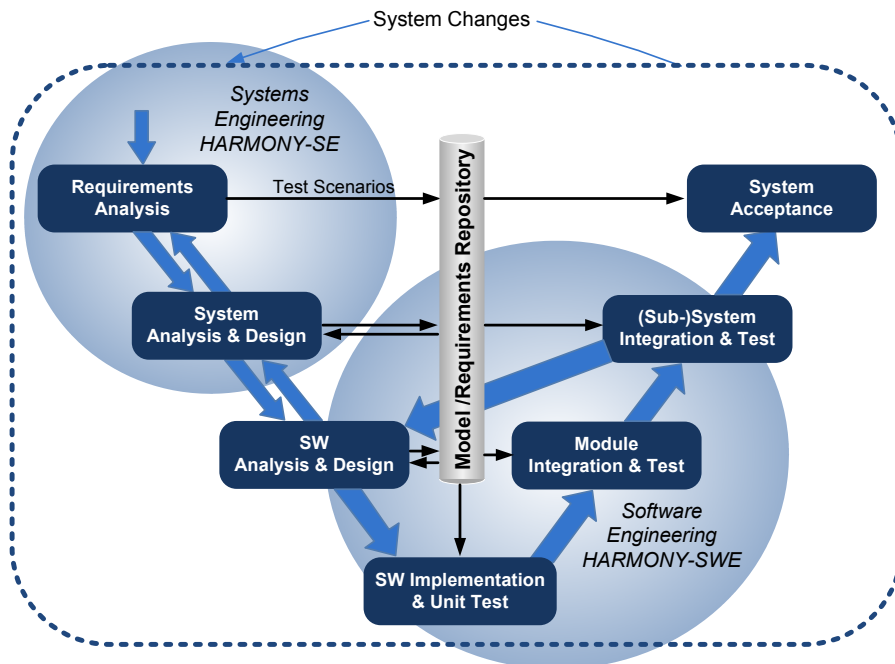 System Changes
Systems
Engineering
HARMONY-SE
Requirements
Analysis
Test Scenarios
Model /Requirements Repository
System
Acceptance
System
Analysis & Design
(Sub-)System
Integration & Test
SW
Analysis & Design
Module
Integration & Test
Software
Engineering
HARMONY-SWE
SW Implementation
& Unit Test